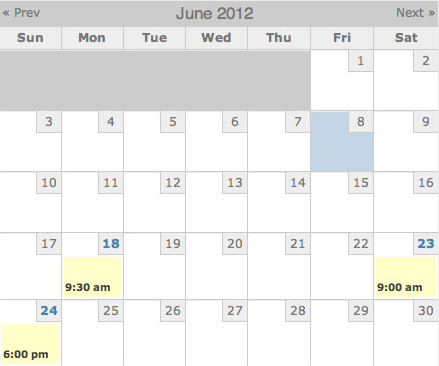 « Prev June 2012 Next »
Sun Mon Tue Wed Thu Fri Sat
1 2
3 4 5 6 7 8 9
10 11 12 13 14 15 16
17 18 19 20 21 22 23
9:30 am 9:00 am
24 25 26 27 28 29 30
6:00 pm